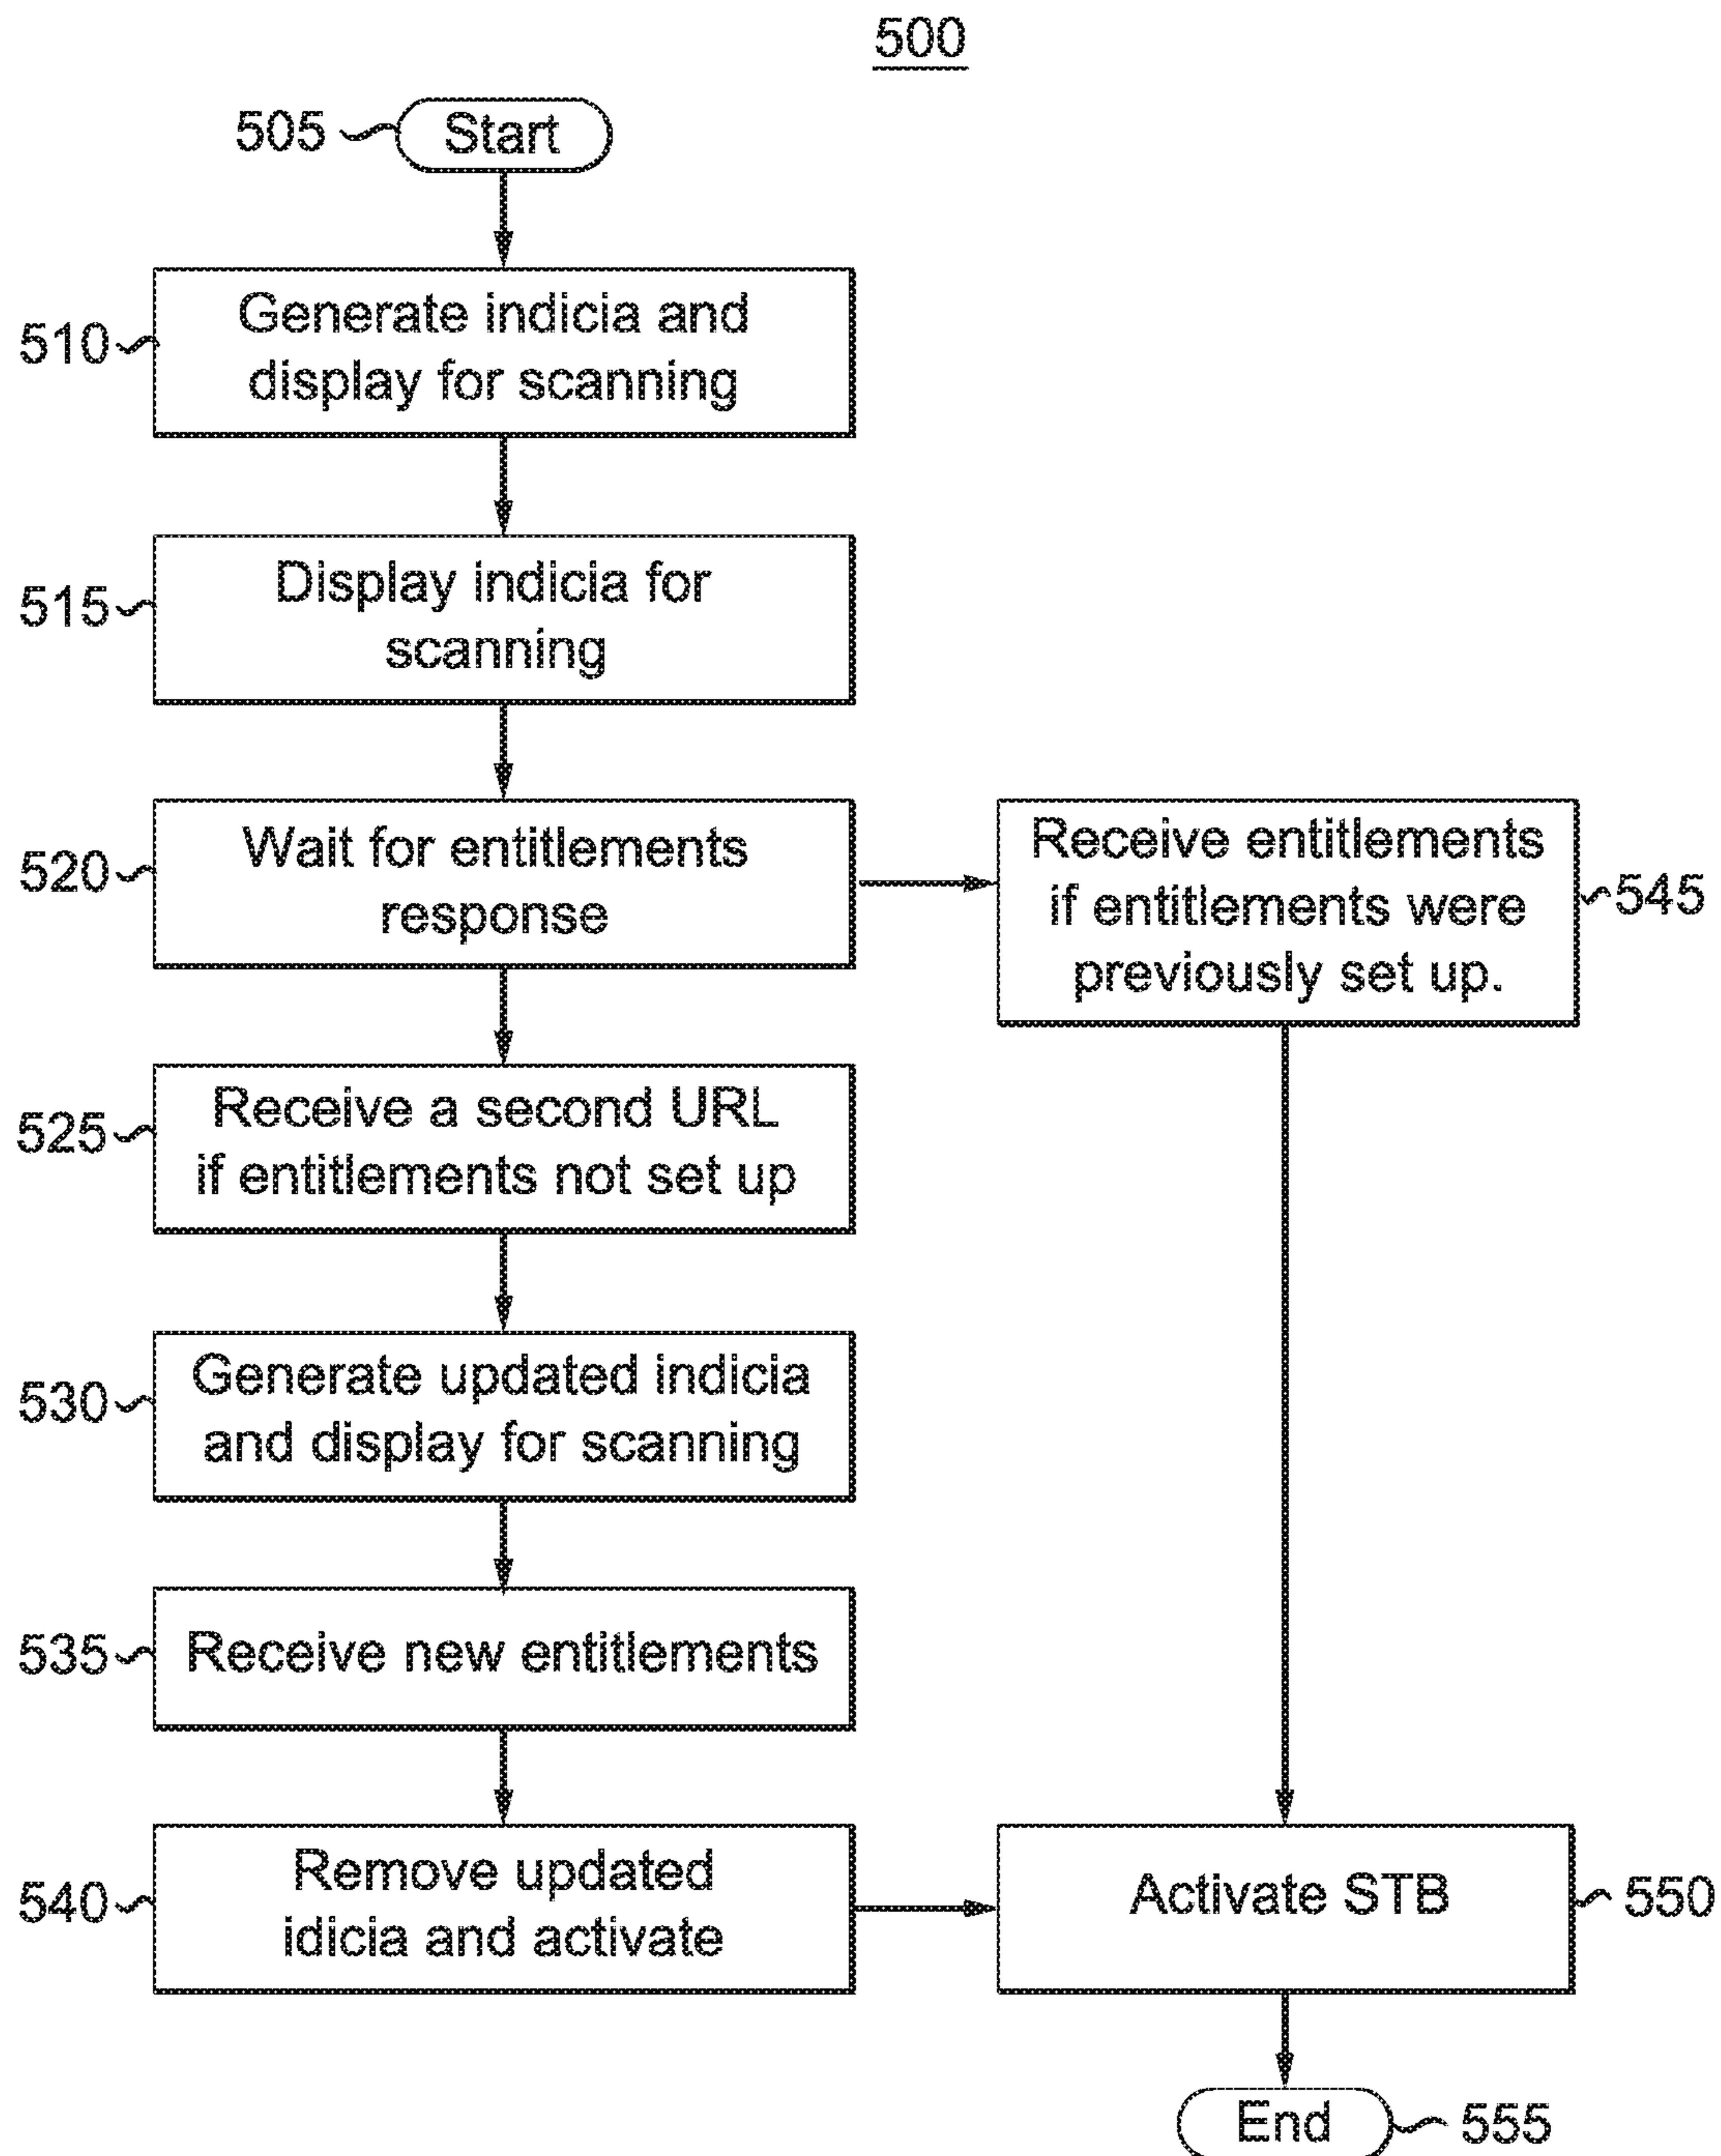 500
505
Start
510
Generate indicia and
display for scanning
515
Display indicia for
scanning
520
Wait for entitlements
response
Receive entitlements
if entitlements were
previously set up.
545
525
Receive a second URL
if entitlements not set up
530
Generate updated indicia
and display for scanning
535
Receive new entitlements
540
Remove updated
idicia and activate
Activate STB
550
End
555